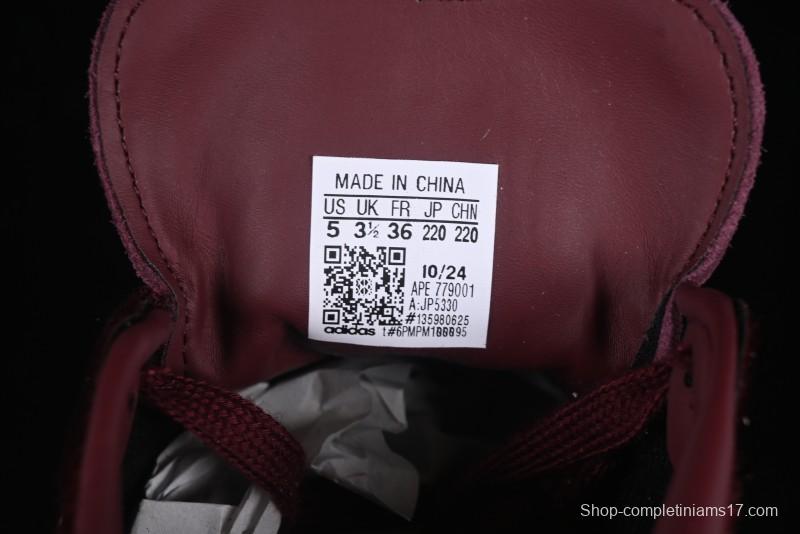 MADE IN CHINA
US UK FR JP CHN
5 3½ 36 220 220
10/24
APE 779001
A:JP5330
#135980625
adidas
Shop-completiniams17.com